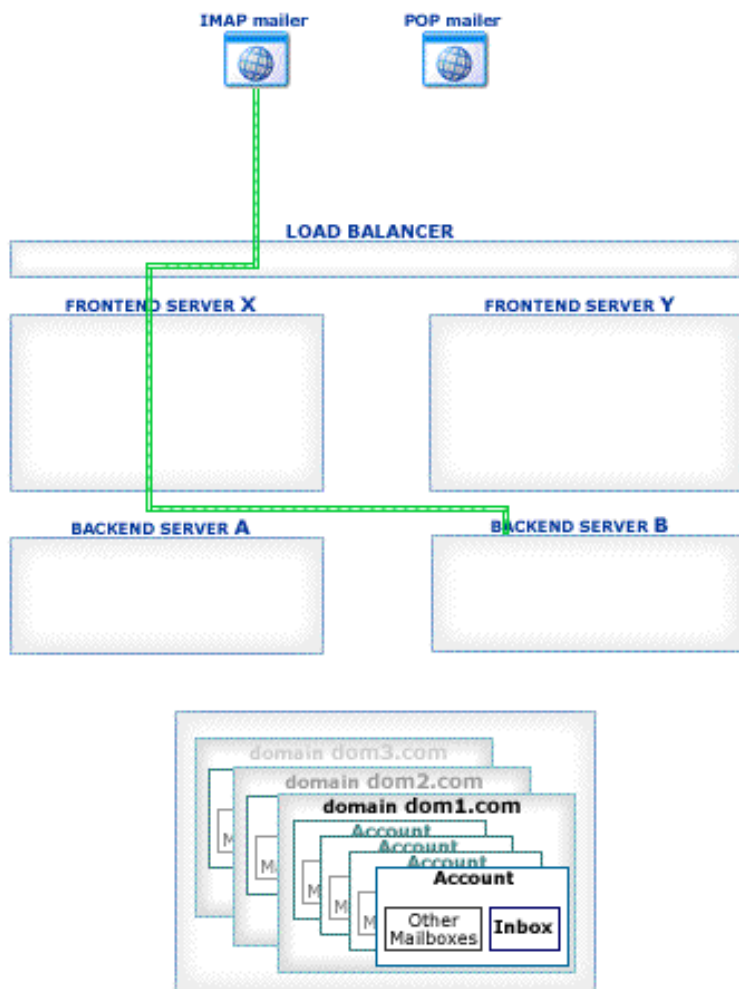 IMAP mailer
POP mailer
LOAD BALANCER
FRONTEND SERVER X
FRONTEND SERVER Y
BACKEND SERVER A
BACKEND SERVER B
domain dom3.com
domain dom2.com
domain dom1.com
Account
Account
Account
Account
M
Ma
M
M
M
Other
Mailboxes
Inbox